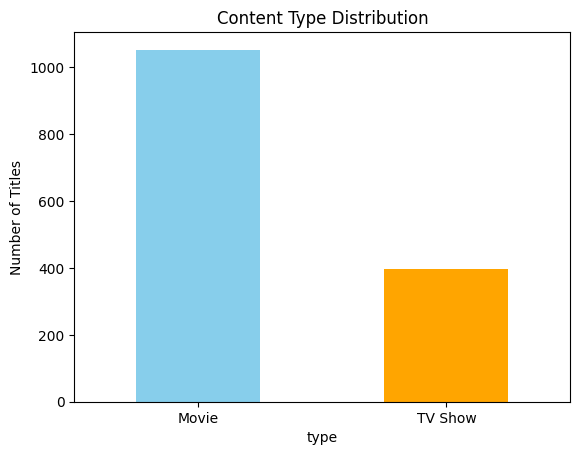 Content Type Distribution
Number of Titles
1000
800
600
400
200
0
Movie
TV Show
type